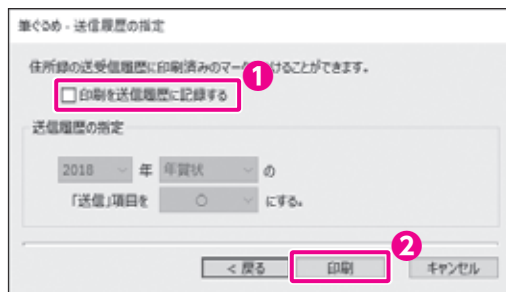 筆ぐるめ - 送信履歴の指定
住所録の送受信履歴に印刷済みのマーク
けることができます。
1
印刷を送信履歴に記録する
送信履歴の指定
2018 年 年賀状 の
「送信」項目を ○ にする。
2
< 戻る 印刷 キャンセル